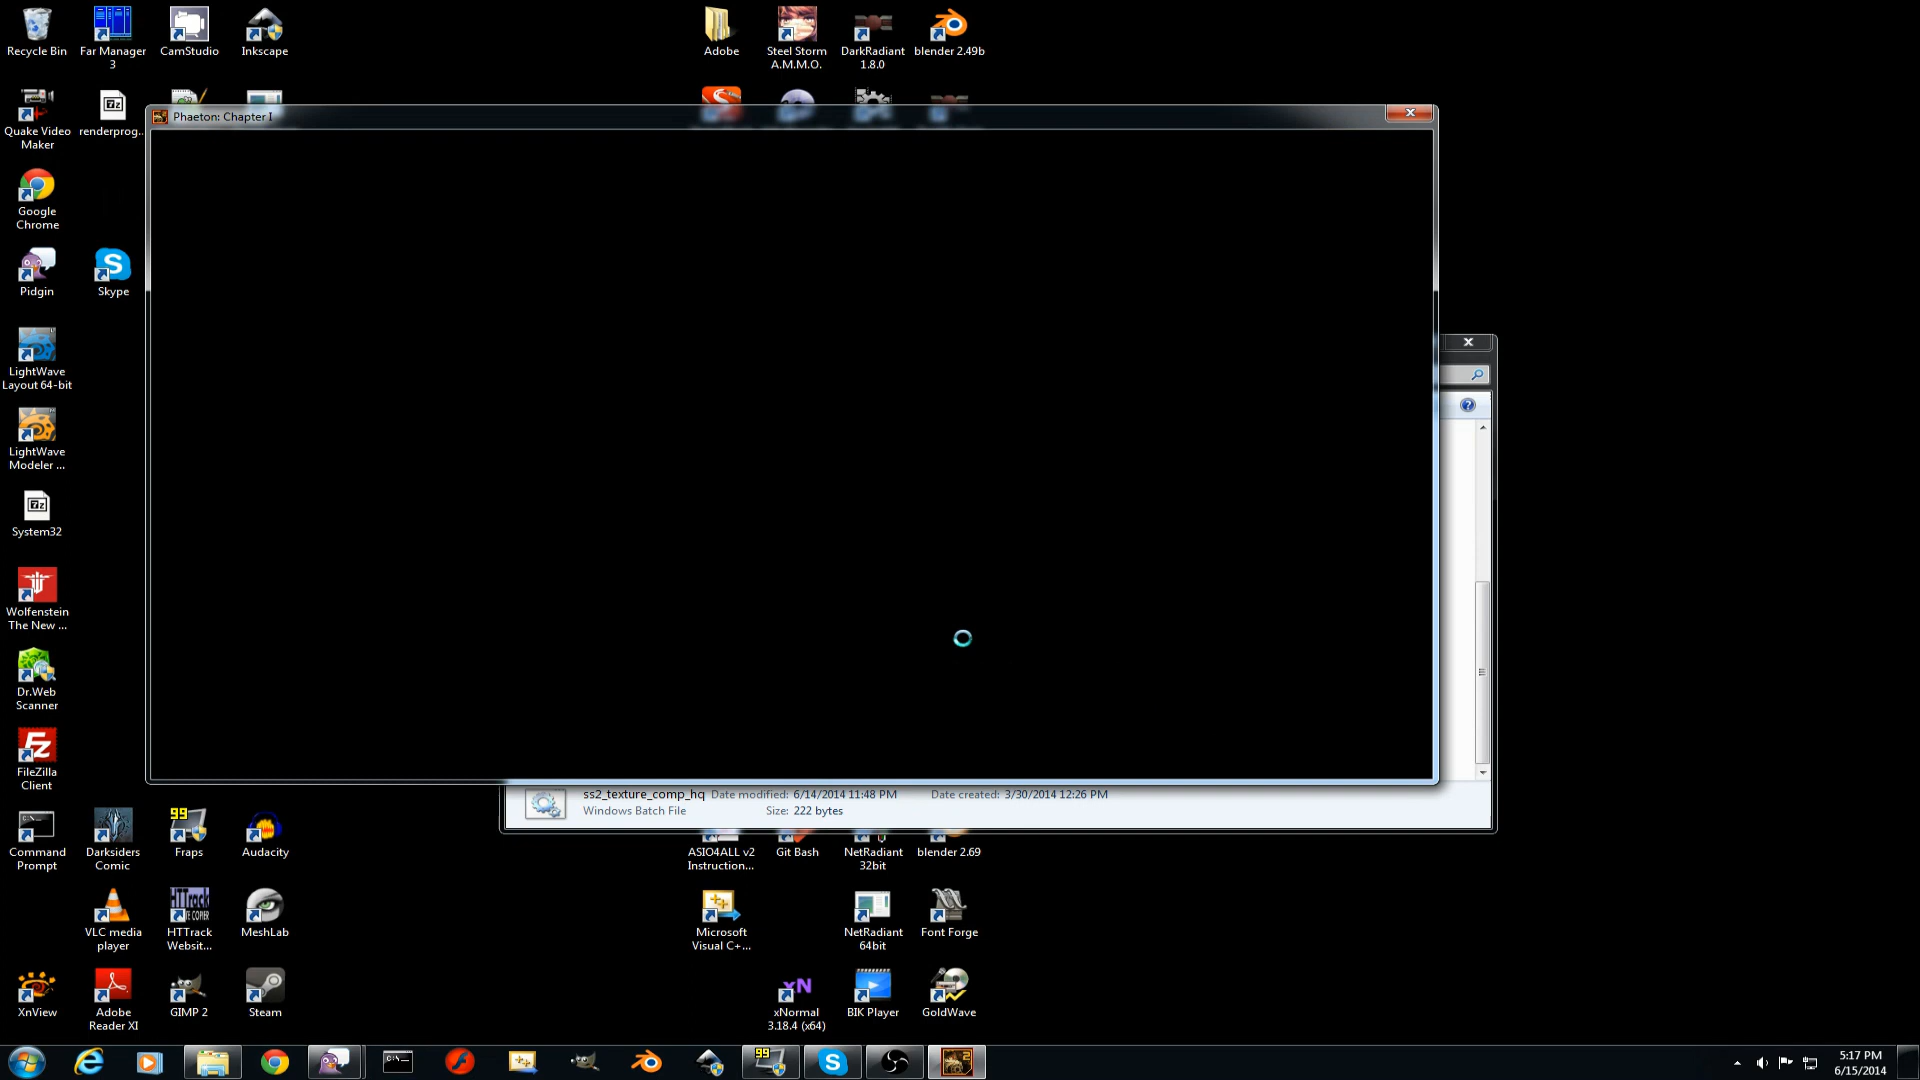 Recycle Bin
Far Manager
3
CamStudio
Inkscape
Adobe
Steel Storm
A.M.M.O.
DarkRadiant
1.8.0
blender 2.49b
Quake Video
Maker
renderprog...
Phaeton: Chapter I
Google
Chrome
Pidgin
Skype
LightWave
Layout 64-bit
LightWave
Modeler ...
System32
Wolfenstein
The New ...
Dr.Web
Scanner
FileZilla
Client
ss2_texture_comp_hq Date modified: 6/14/2014 11:48 PM Date created: 3/30/2014 12:26 PM
Windows Batch File Size: 222 bytes
Command
Prompt
Darksiders
Comic
99
Fraps
Audacity
ASIO4ALL v2
Instruction...
Git Bash
NetRadiant
32bit
blender 2.69
VLC media
player
HTTrack
Websit...
MeshLab
Microsoft
Visual C+...
NetRadiant
64bit
Font Forge
XnView
Adobe
Reader XI
GIMP 2
Steam
xN
xNormal
3.18.4 (x64)
BIK Player
GoldWave
99
5:17 PM
6/15/2014